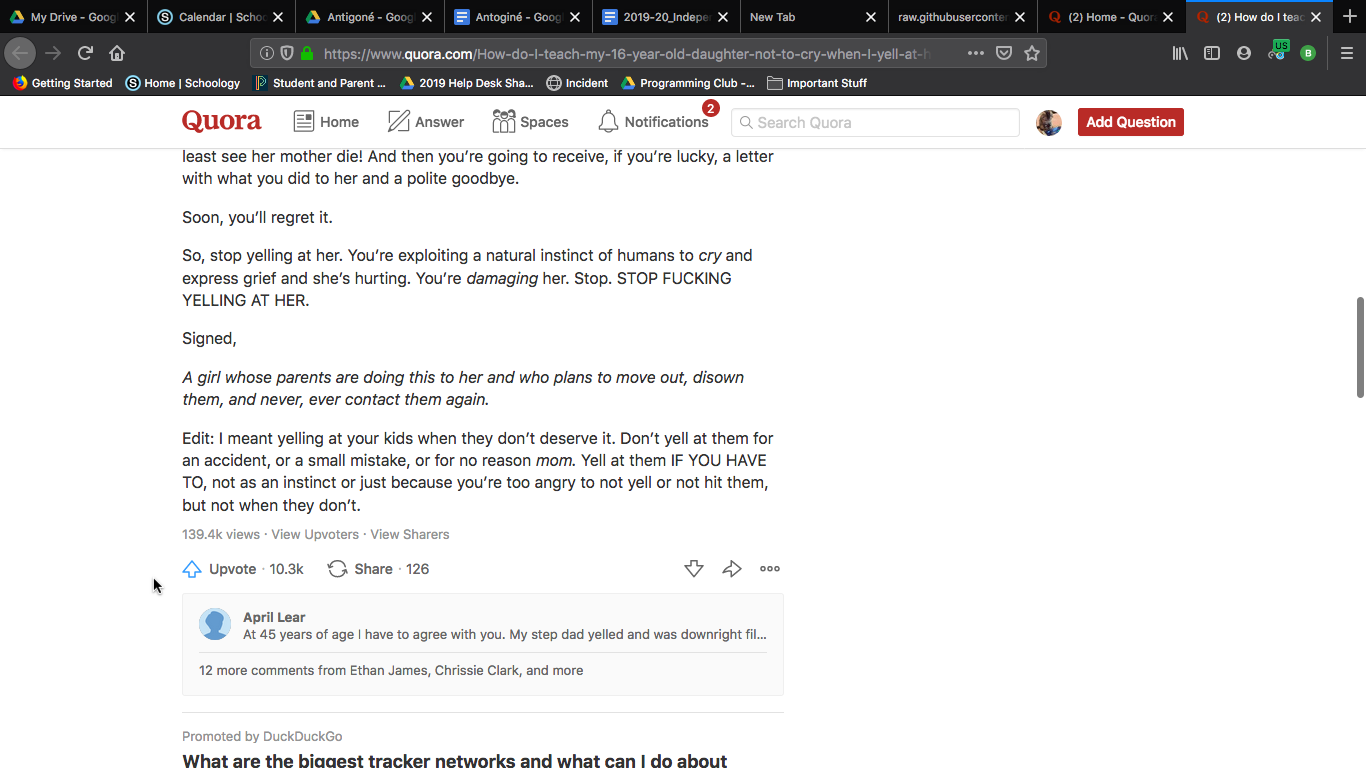 My Drive - Googl
Calendar | Schoo
Antigoné - Googl
Antoginé - Googl
2019-20_Indeper
New Tab
raw.githubuserconter
(2) Home - Quora
(2) How do I teac
https://www.quora.com/How-do-I-teach-my-16-year-old-daughter-not-to-cry-when-I-yell-at-h
US
B
Getting Started
Home | Schoology
Student and Parent ...
2019 Help Desk Sha...
Incident
Programming Club -...
Important Stuff
Quora
Home
Answer
Spaces
Notifications
2
Search Quora
Add Question
least see her mother die! And then you’re going to receive, if you’re lucky, a letter
with what you did to her and a polite goodbye.
Soon, you’ll regret it.
So, stop yelling at her. You’re exploiting a natural instinct of humans to cry and
express grief and she’s hurting. You’re damaging her. Stop. STOP FUCKING
YELLING AT HER.
Signed,
A girl whose parents are doing this to her and who plans to move out, disown
them, and never, ever contact them again.
Edit: I meant yelling at your kids when they don’t deserve it. Don’t yell at them for
an accident, or a small mistake, or for no reason mom. Yell at them IF YOU HAVE
TO, not as an instinct or just because you’re too angry to not yell or not hit them,
but not when they don’t.
139.4k views · View Upvoters · View Sharers
Upvote · 10.3k
Share · 126
April Lear
At 45 years of age I have to agree with you. My step dad yelled and was downright fil...
12 more comments from Ethan James, Chrissie Clark, and more
Promoted by DuckDuckGo
What are the biggest tracker networks and what can I do about